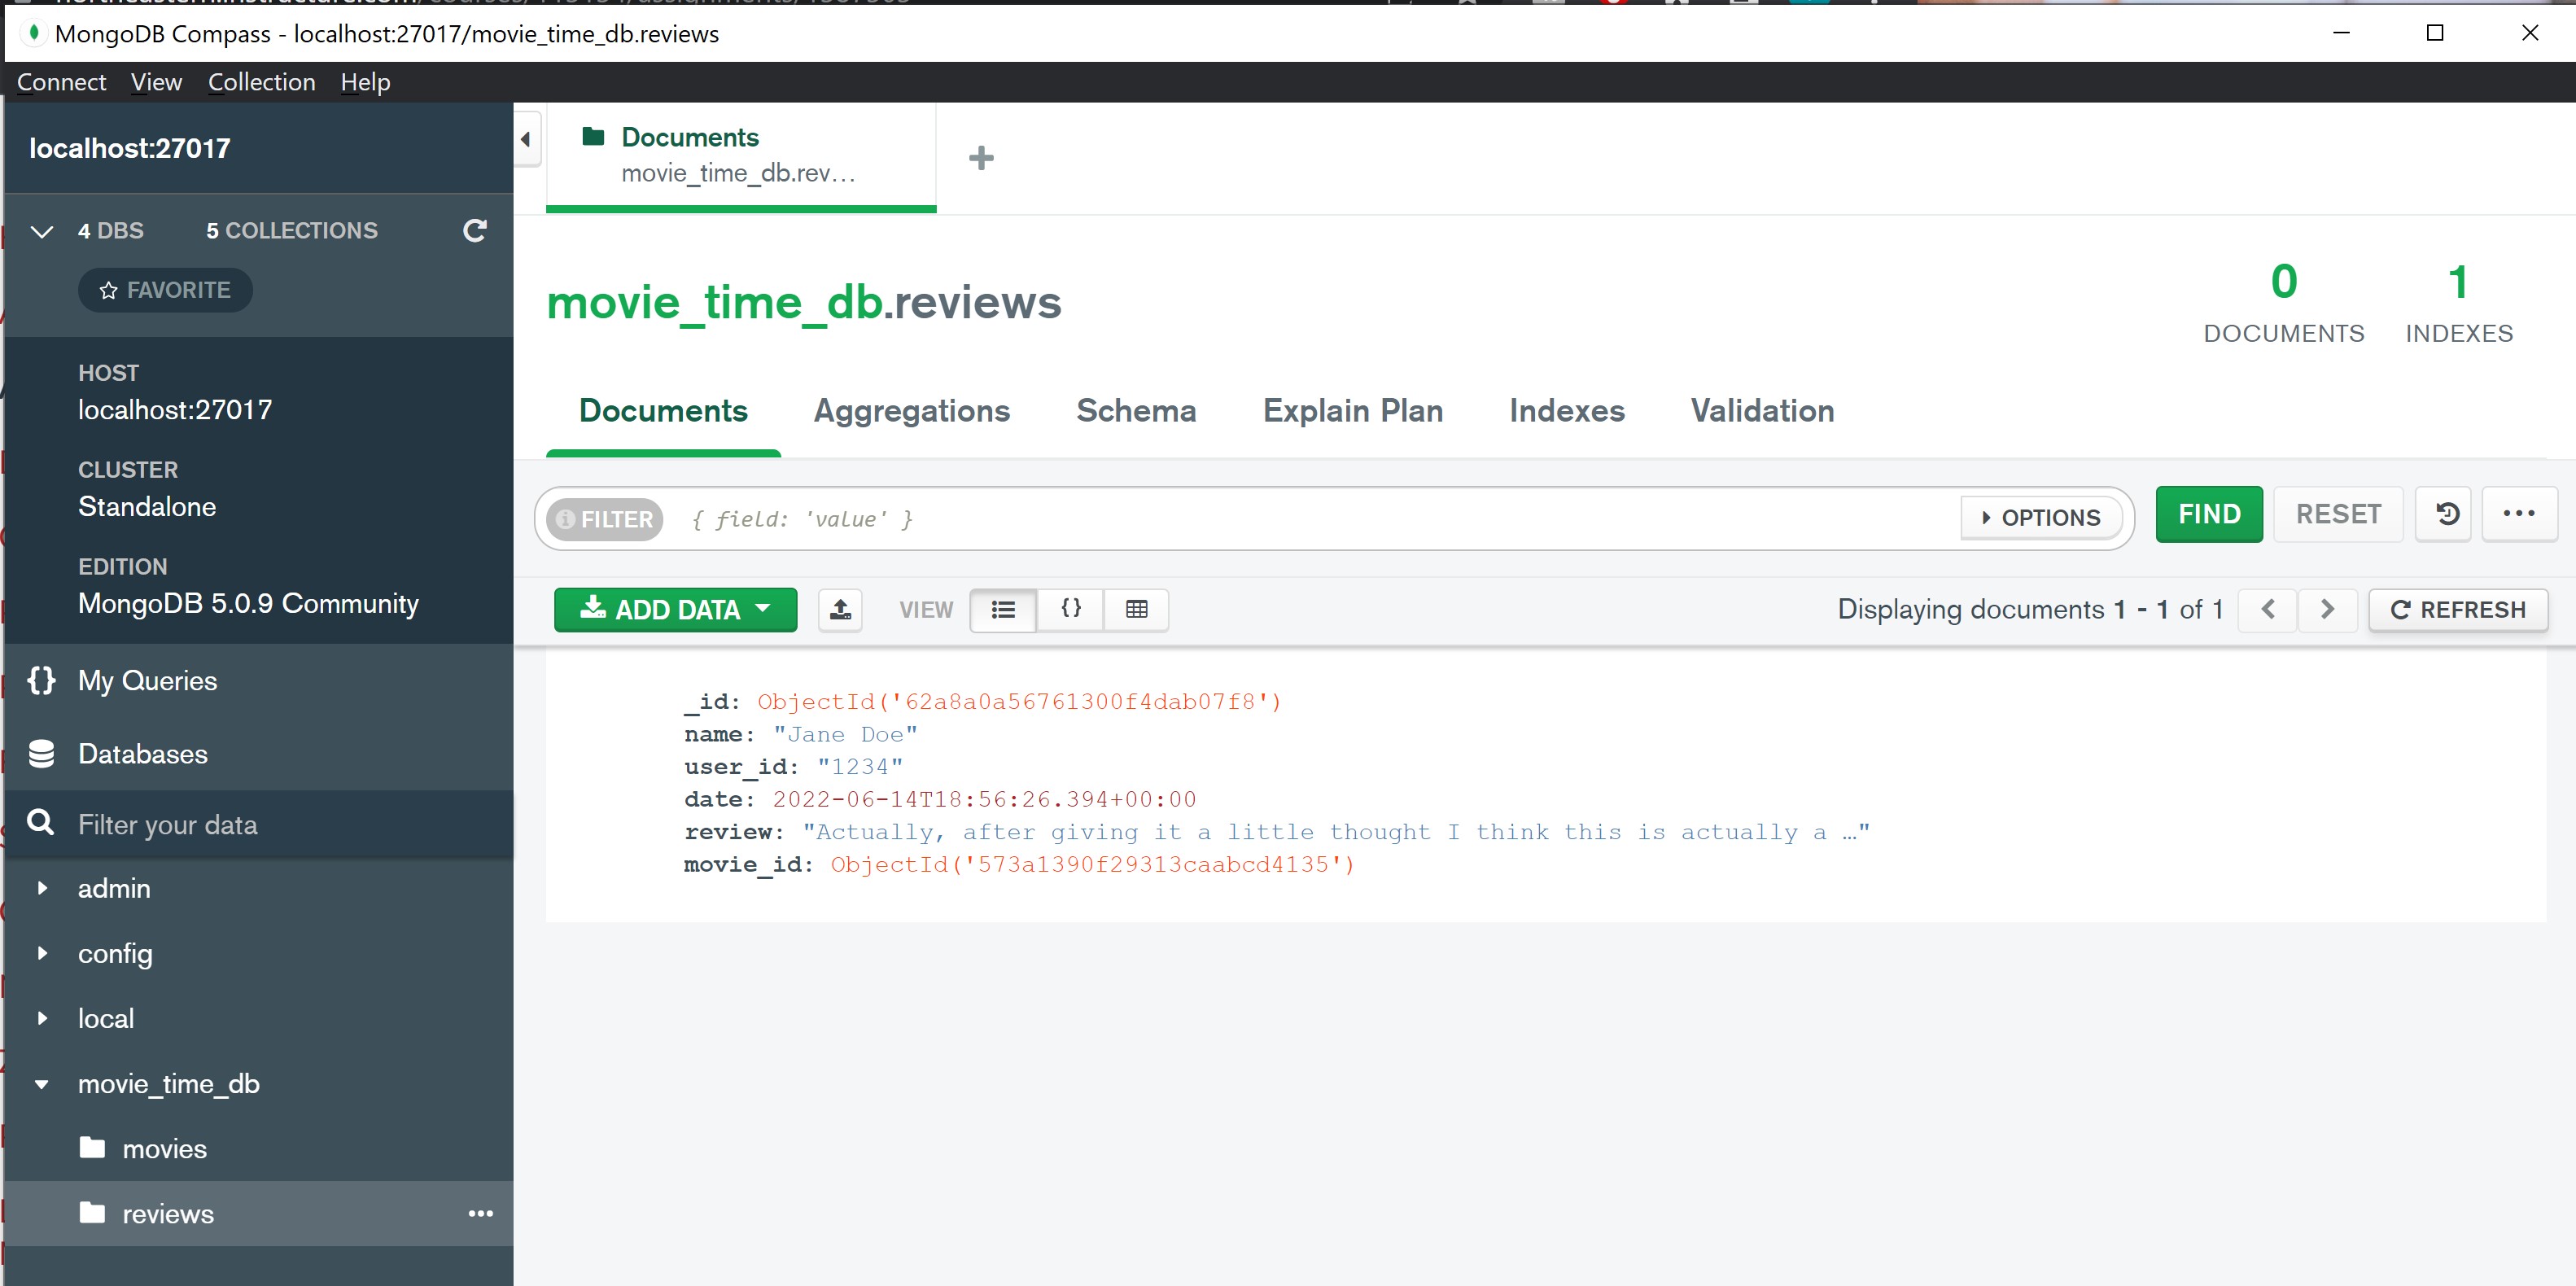 MongoDB Compass - localhost:27017/movie_time_db.reviews
Connect View Collection Help
localhost:27017
4 DBS 5 COLLECTIONS
FAVORITE
HOST
localhost:27017
CLUSTER
Standalone
EDITION
MongoDB 5.0.9 Community
{} My Queries
Databases
Filter your data
admin
config
local
movie_time_db
movies
reviews •••
Documents
movie_time_db.rev...
movie_time_db.reviews
0 DOCUMENTS
1 INDEXES
Documents Aggregations Schema Explain Plan Indexes Validation
FILTER { field: 'value' } OPTIONS FIND RESET •••
ADD DATA VIEW {} Displaying documents 1 - 1 of 1 REFRESH
_id: ObjectId('62a8a0a56761300f4dab07f8')
name: "Jane Doe"
user_id: "1234"
date: 2022-06-14T18:56:26.394+00:00
review: "Actually, after giving it a little thought I think this is actually a …"
movie_id: ObjectId('573a1390f29313caabcd4135')